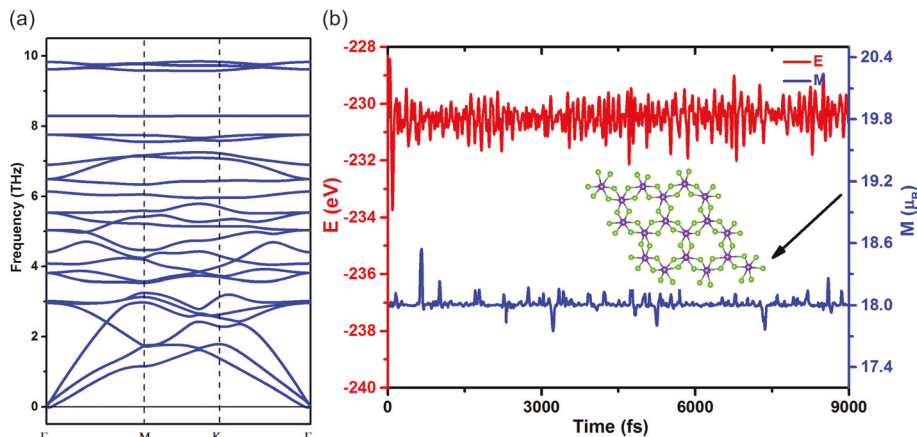 (a)
(b)
10
8
6
4
2
0
Frequency (THz)
M
K
-228
-230
-232
-234
-236
-238
-240
E (eV)
E
M
20.4
19.8
19.2
18.6
18.0
17.4
M (μB)
0
3000
6000
9000
Time (fs)